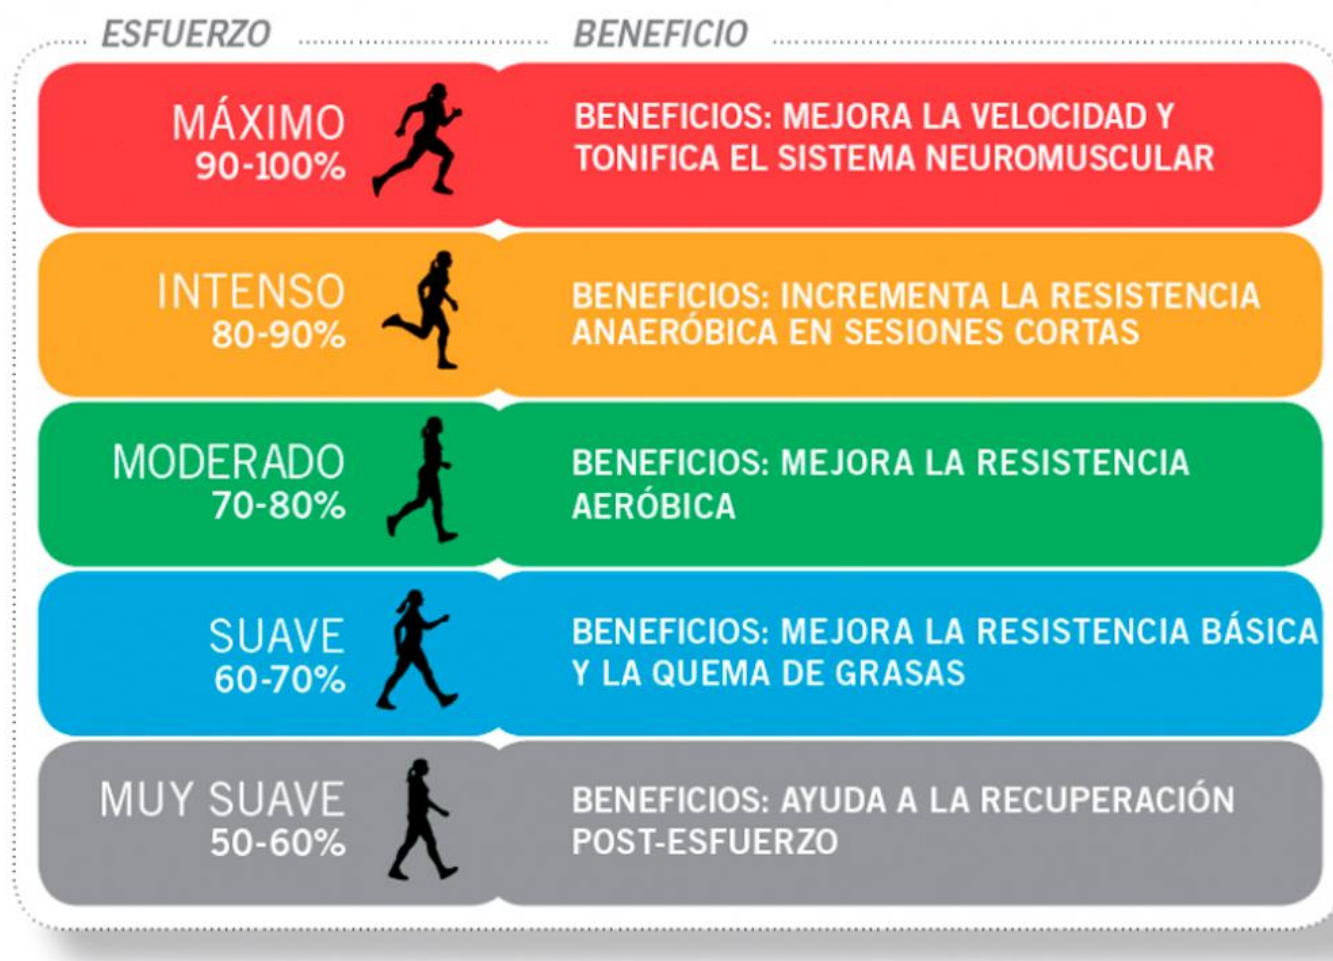 ESFUERZO BENEFICIO
MÁXIMO
90-100%
BENEFICIOS: MEJORA LA VELOCIDAD Y
TONIFICA EL SISTEMA NEUROMUSCULAR
INTENSO
80-90%
BENEFICIOS: INCREMENTA LA RESISTENCIA
ANAERÓBICA EN SESIONES CORTAS
MODERADO
70-80%
BENEFICIOS: MEJORA LA RESISTENCIA
AERÓBICA
SUAVE
60-70%
BENEFICIOS: MEJORA LA RESISTENCIA BÁSICA
Y LA QUEMA DE GRASAS
MUY SUAVE
50-60%
BENEFICIOS: AYUDA A LA RECUPERACIÓN
POST-ESFUERZO